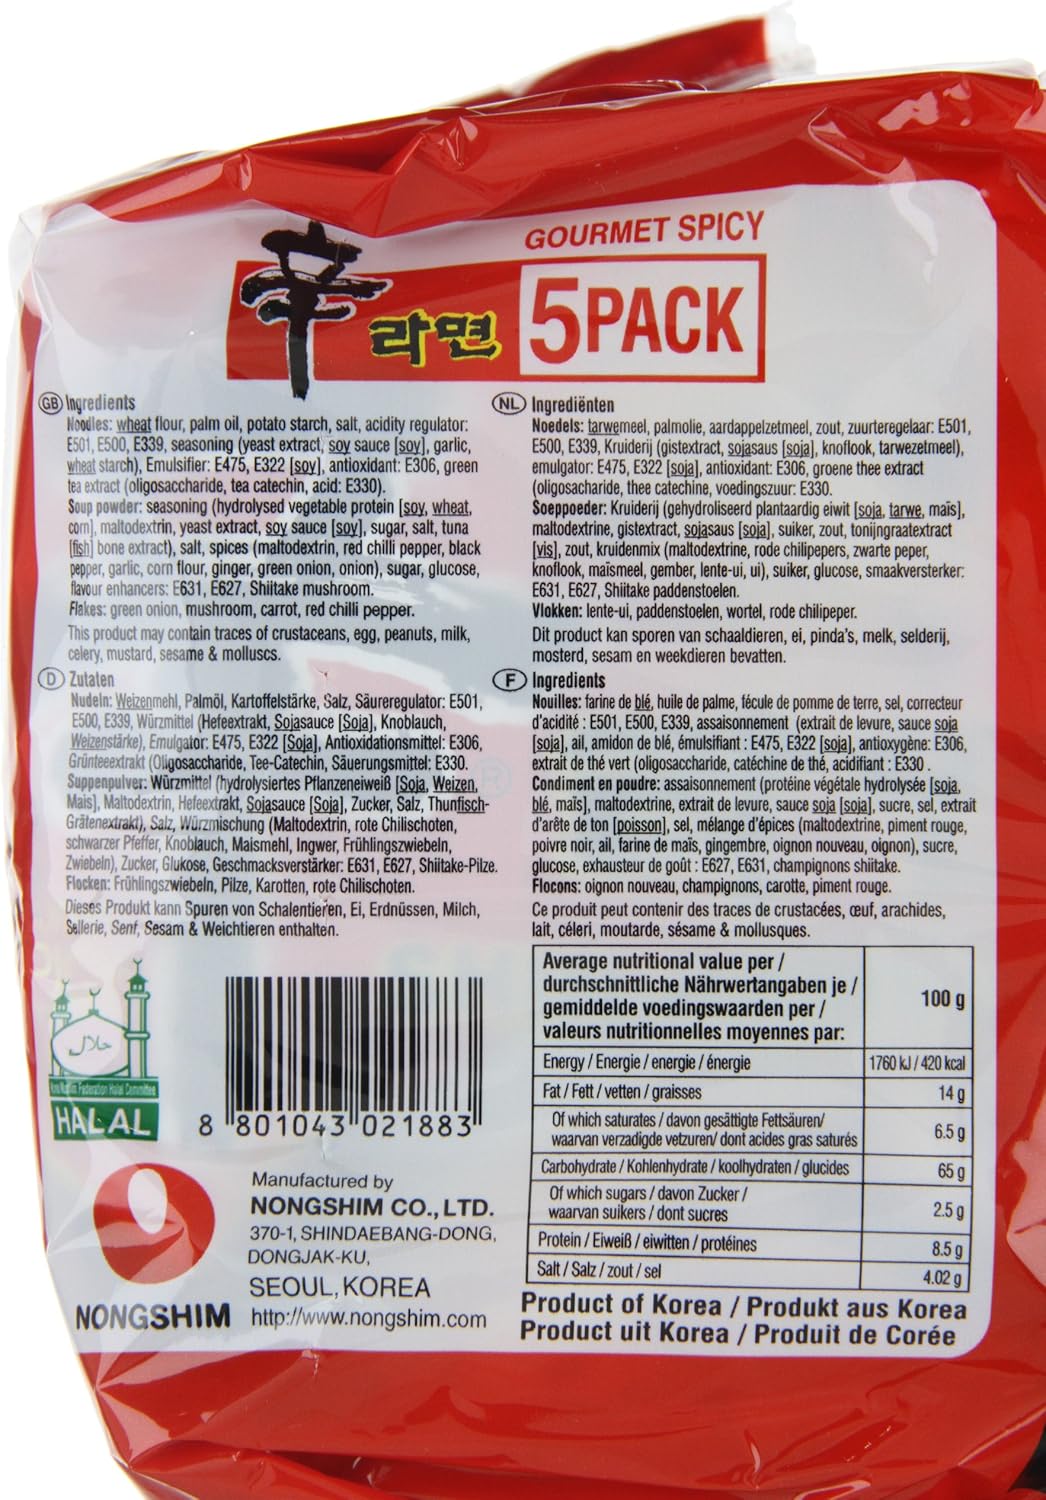 GOURMET SPICY
辛라면 5PACK
GB Ingredients
Noodles: wheat flour, palm oil, potato starch, salt, acidity regulator:
E501, E500, E339, seasoning (yeast extract, soy sauce [soy], garlic,
wheat starch), Emulsifier: E475, E322 [soy], antioxidant: E306, green
tea extract (oligosaccharide, tea catechin, acid: E330).
Soup powder: seasoning (hydrolysed vegetable protein [soy, wheat,
corn], maltodextrin, yeast extract, soy sauce [soy], sugar, salt, tuna
[fish] bone extract), salt, spices (maltodextrin, red chilli pepper, black
pepper, garlic, corn flour, ginger, green onion, onion), sugar, glucose,
flavour enhancers: E631, E627, Shiitake mushroom.
Flakes: green onion, mushroom, carrot, red chilli pepper.
This product may contain traces of crustaceans, egg, peanuts, milk,
celery, mustard, sesame & molluscs.
D Zutaten
Nudeln: Weizenmehl, Palmöl, Kartoffelstärke, Salz, Säureregulator: E501,
E500, E339, Würzmittel (Hefeextrakt, Sojasauce [Soja], Knoblauch,
Weizenstärke), Emulgator: E475, E322 [Soja], Antioxidationsmittel: E306,
Grünteeextrakt (Oligosaccharide, Tee-Catechin, Säuerungsmittel: E330.
Suppenpulver: Würzmittel (hydrolysiertes Pflanzeneiweiß [Soja, Weizen,
Mais], Maltodextrin, Hefeextrakt, Sojasauce [Soja], Zucker, Salz, Thunfisch-
Grätenextrakt), Salz, Würzmischung (Maltodextrin, rote Chilischoten,
schwarzer Pfeffer, Knoblauch, Maismehl, Ingwer, Frühlingszwiebeln,
Zwiebeln), Zucker, Glukose, Geschmacksverstärker: E631, E627, Shiitake-Pilze.
Flocken: Frühlingszwiebeln, Pilze, Karotten, rote Chilischoten.
Dieses Produkt kann Spuren von Schalentieren, Ei, Erdnüssen, Milch,
Sellerie, Senf, Sesam & Weichtieren enthalten.
NL Ingrediënten
Noedels: tarwemeel, palmolie, aardappelzetmeel, zout, zuurteregelaar: E501,
E500, E339, Kruiderij (gistextract, sojasaus [soja], knoflook, tarwezetmeel),
emulgator: E475, E322 [soja], antioxidant: E306, groene thee extract
(oligosacharide, thee catechine, voedingszuur: E330.
Soeppoeder: Kruiderij (gehydroliseerd plantaardig eiwit [soja, tarwe, maïs],
maltodextrine, gistextract, sojasaus [soja], suiker, zout, tonijngraatextract
[vis], zout, kruidenmix (maltodextrine, rode chilipepers, zwarte peper,
knoflook, maïsmeel, gember, lente-ui, ui), suiker, glucose, smaakversterker:
E631, E627, Shiitake paddenstoelen.
Vlokken: lente-ui, paddenstoelen, wortel, rode chilipeper.
Dit product kan sporen van schaaldieren, ei, pinda's, melk, selderij,
mosterd, sesam en weekdieren bevatten.
F Ingredients
Nouilles: farine de blé, huile de palme, fécule de pomme de terre, sel, correcteur
d'acidité : E501, E500, E339, assaisonnement (extrait de levure, sauce soja
[soja], ail, amidon de blé, émulsifiant : E475, E322 [soja], antioxygène: E306,
extrait de thé vert (oligosaccharide, catéchine de thé, acidifiant : E330 .
Condiment en poudre: assaisonnement (protéine végétale hydrolysée [soja,
blé, maïs], maltodextrine, extrait de levure, sauce soja [soja], sucre, sel, extrait
d'arête de ton [poisson], sel, mélange d'épices (maltodextrine, piment rouge,
poivre noir, ail, farine de maïs, gingembre, oignon nouveau, oignon), sucre,
glucose, exhausteur de goût : E627, E631, champignons shiitake.
Flocons: oignon nouveau, champignons, carotte, piment rouge.
Ce produit peut contenir des traces de crustacées, œuf, arachides,
lait, céleri, moutarde, sésame & mollusques.
حلال
Korea Muslim Federation Halal Committee
HALAL
8 801043 021883
NONGSHIM
Manufactured by
NONGSHIM CO., LTD.
370-1, SHINDAEBANG-DONG,
DONGJAK-KU,
SEOUL, KOREA
http://www.nongshim.com
Average nutritional value per /
durchschnittliche Nährwertangaben je /
gemiddelde voedingswaarden per /
valeurs nutritionnelles moyennes par: 100 g
Energy / Energie / energie / énergie 1760 kJ / 420 kcal
Fat / Fett / vetten / graisses 14 g
Of which saturates / davon gesättigte Fettsäuren/
waarvan verzadigde vetzuren/ dont acides gras saturés 6.5 g
Carbohydrate / Kohlenhydrate / koolhydraten / glucides 65 g
Of which sugars / davon Zucker /
waarvan suikers / dont sucres 2.5 g
Protein / Eiweiß / eiwitten / protéines 8.5 g
Salt / Salz / zout / sel 4.02 g
Product of Korea / Produkt aus Korea
Product uit Korea / Produit de Corée